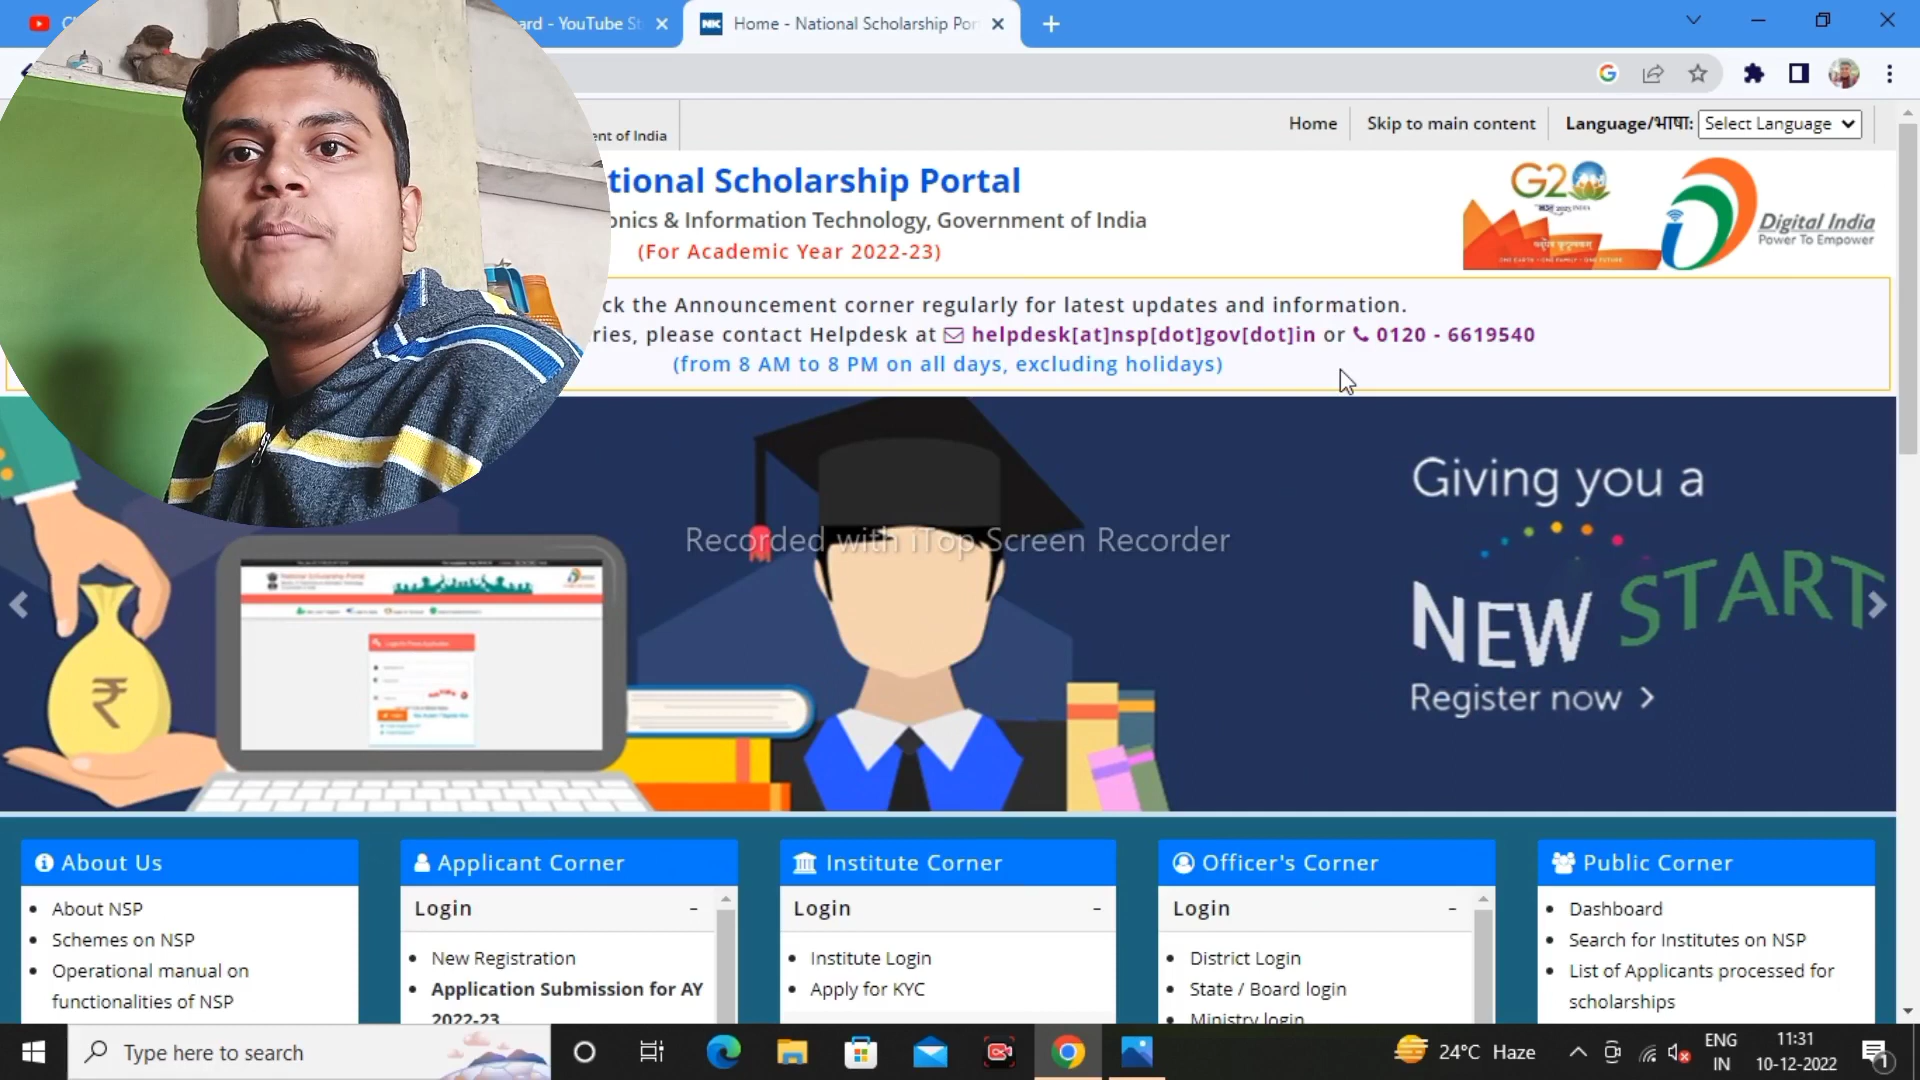 ard - YouTube St
Home - National Scholarship Por
ent of India
Home
Skip to main content
Language/भाषा:
Select Language
tional Scholarship Portal
onics & Information Technology, Government of India
(For Academic Year 2022-23)
G20
Digital India
Power To Empower
ck the Announcement corner regularly for latest updates and information.
ries, please contact Helpdesk at helpdesk[at]nsp[dot]gov[dot]in or 0120 - 6619540
(from 8 AM to 8 PM on all days, excluding holidays)
Giving you a
NEW START
Register now >
Recorded with iTop Screen Recorder
₹
About Us
About NSP
Schemes on NSP
Operational manual on
functionalities of NSP
Applicant Corner
Login -
New Registration
Application Submission for AY
2022-23
Institute Corner
Login -
Institute Login
Apply for KYC
Officer's Corner
Login -
District Login
State / Board login
Ministry login
Public Corner
Dashboard
Search for Institutes on NSP
List of Applicants processed for
scholarships
Type here to search
24°C Haze
ENG
IN
11:31
10-12-2022
1